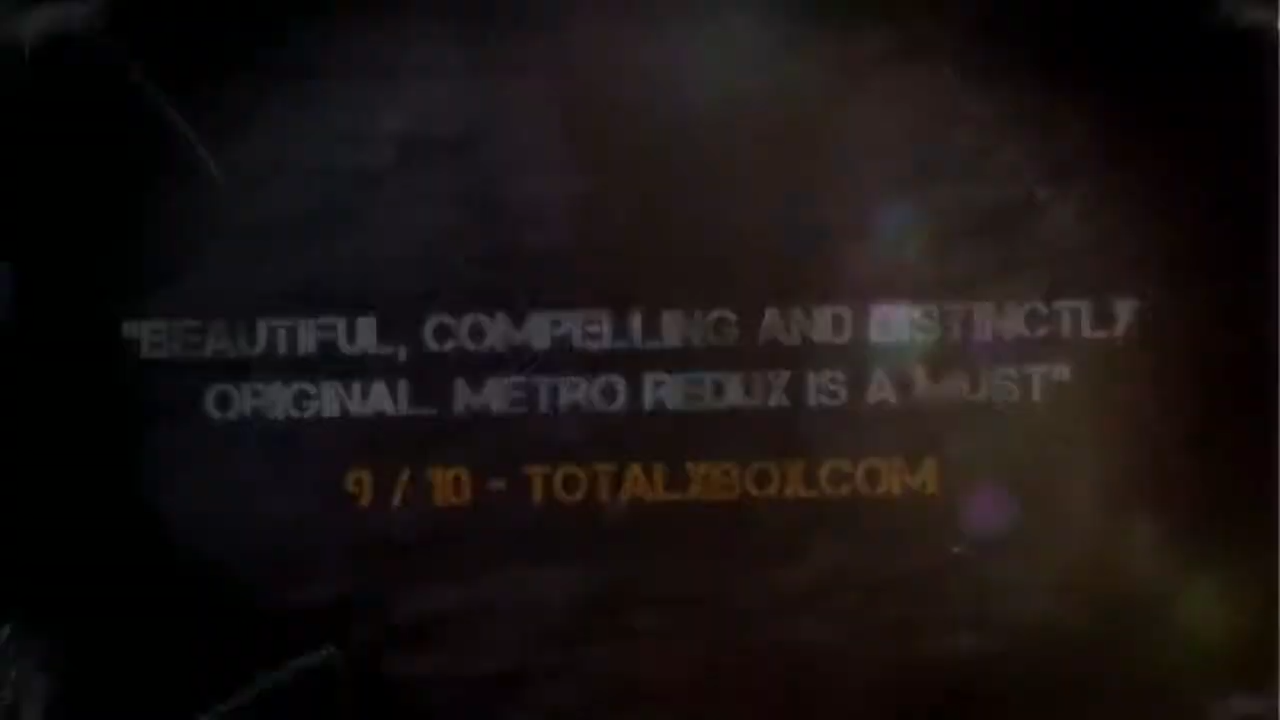 "BEAUTIFUL, COMPELLING AND DISTINCTLY
ORIGINAL. METRO REDUX IS A MUST"
9 / 10 - TOTALXBOX.COM